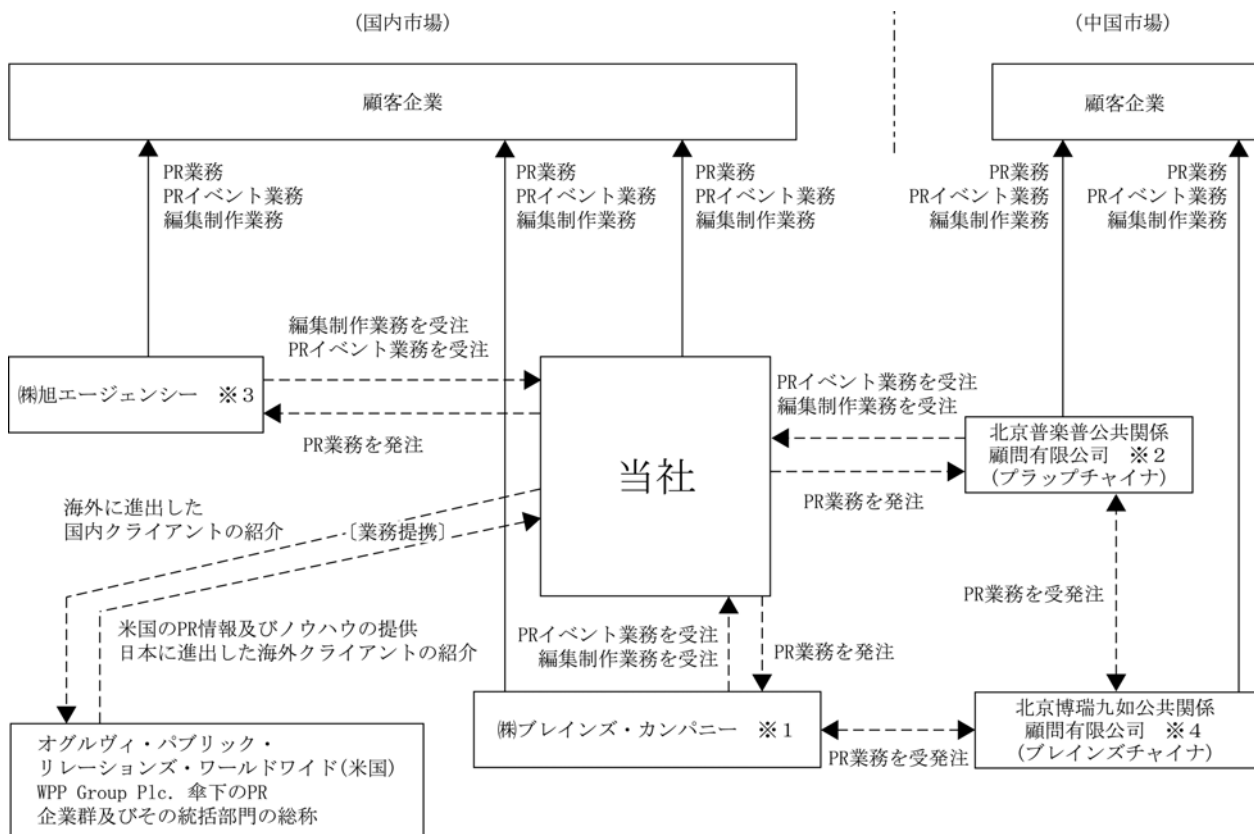 (国内市場)
(中国市場)
顧客企業
顧客企業
PR業務
PRイベント業務
編集制作業務
PR業務
PRイベント業務
編集制作業務
PR業務
PRイベント業務
編集制作業務
PR業務
PRイベント業務
編集制作業務
PR業務
PRイベント業務
編集制作業務
編集制作業務を受注
PRイベント業務を受注
㈱旭エージェンシー ※3
PR業務を発注
当社
PRイベント業務を受注
編集制作業務を受注
北京普楽普公共関係
顧問有限公司 ※2
(プラップチャイナ)
PR業務を発注
海外に進出した
国内クライアントの紹介
〔業務提携〕
PR業務を受発注
米国のPR情報及びノウハウの提供
日本に進出した海外クライアントの紹介
PRイベント業務を受注
編集制作業務を受注
PR業務を発注
㈱ブレインズ・カンパニー ※1
PR業務を受発注
北京博瑞九如公共関係
顧問有限公司 ※4
(ブレインズチャイナ)
オグルヴィ・パブリック・
リレーションズ・ワールドワイド(米国)
WPP Group Plc. 傘下のPR
企業群及びその統括部門の総称